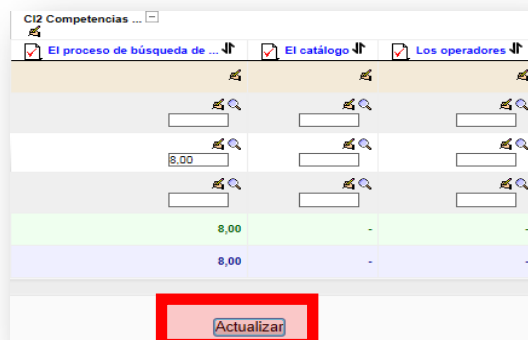 CI2 Competencias ...
El proceso de búsqueda de ... El catálogo Los operadores
8,00
8,00 - -
8,00 - -
Actualizar